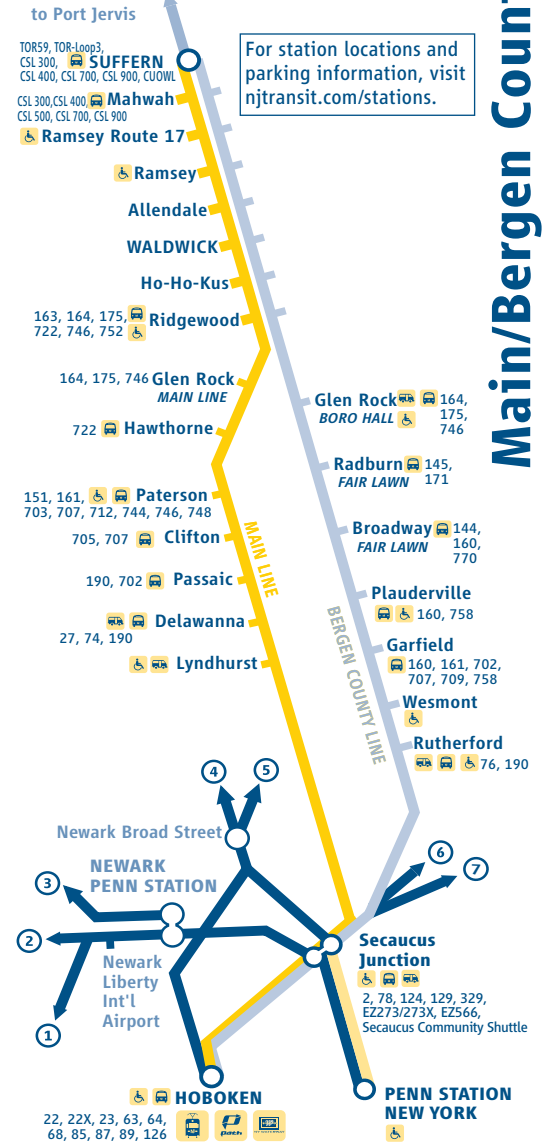 to Port Jervis
TOR59, TOR-Loop3,
CSL 300, SUFFERN
CSL 400, CSL 700, CSL 900, CUOWL
For station locations and
parking information, visit
njtransit.com/stations.
Main/Bergen Coun
CSL 300,CSL 400, Mahwah
CSL 500, CSL 700, CSL 900
Ramsey Route 17
Ramsey
Allendale
WALDWICK
Ho-Ho-Kus
163, 164, 175, Ridgewood
722, 746, 752
164, 175, 746 Glen Rock
MAIN LINE
722 Hawthorne
151, 161, Paterson
703, 707, 712, 744, 746, 748
705, 707 Clifton
190, 702 Passaic
Delawanna
27, 74, 190
Lyndhurst
MAIN LINE
Glen Rock 164,
BORO HALL 175,
746
Radburn 145,
FAIR LAWN 171
Broadway 144,
FAIR LAWN 160,
770
Plauderville
160, 758
Garfield
160, 161, 702,
707, 709, 758
Wesmont
Rutherford
76, 190
BERGEN COUNTY LINE
4
5
Newark Broad Street
NEWARK
PENN STATION
3
2
Newark
Liberty
Int'l
Airport
1
6
7
Secaucus
Junction
2, 78, 124, 129, 329,
EZ273/273X, EZ566,
Secaucus Community Shuttle
HOBOKEN
22, 22X, 23, 63, 64,
68, 85, 87, 89, 126
path
PENN STATION
NEW YORK